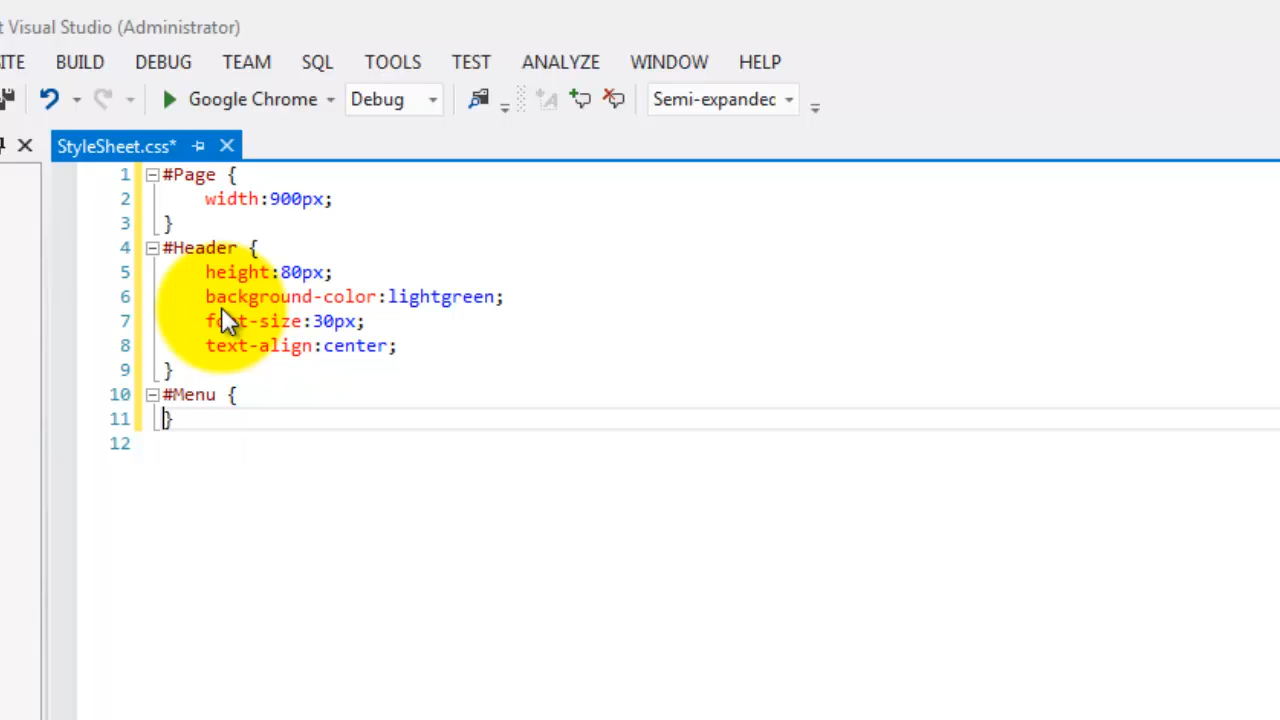 t Visual Studio (Administrator)
ITE BUILD DEBUG TEAM SQL TOOLS TEST ANALYZE WINDOW HELP
Google Chrome Debug Semi-expanded
StyleSheet.css*
1 #Page {
2 width:900px;
3 }
4 #Header {
5 height:80px;
6 background-color:lightgreen;
7 font-size:30px;
8 text-align:center;
9 }
10 #Menu {
11 }
12